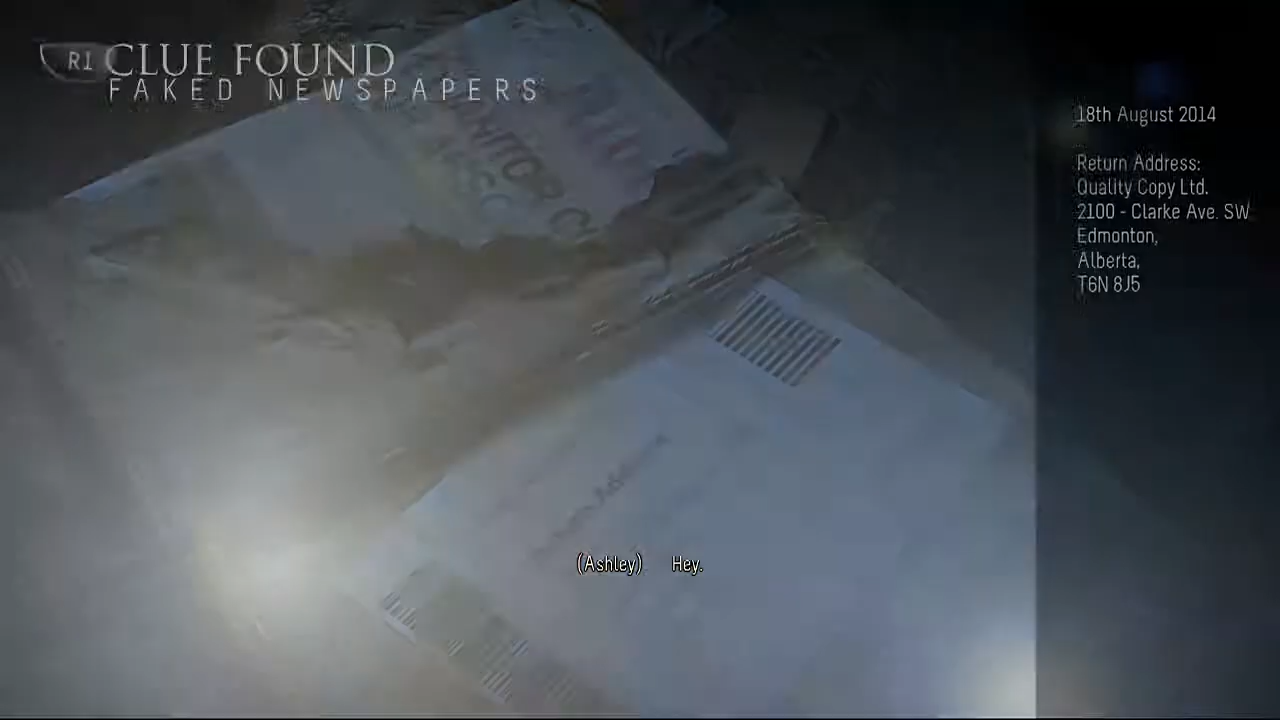 R1 CLUE FOUND
FAKED NEWSPAPERS
18th August 2014
Return Address:
Quality Copy Ltd.
2100 - Clarke Ave. SW
Edmonton,
Alberta,
T6N 8J5
(Ashley) Hey.